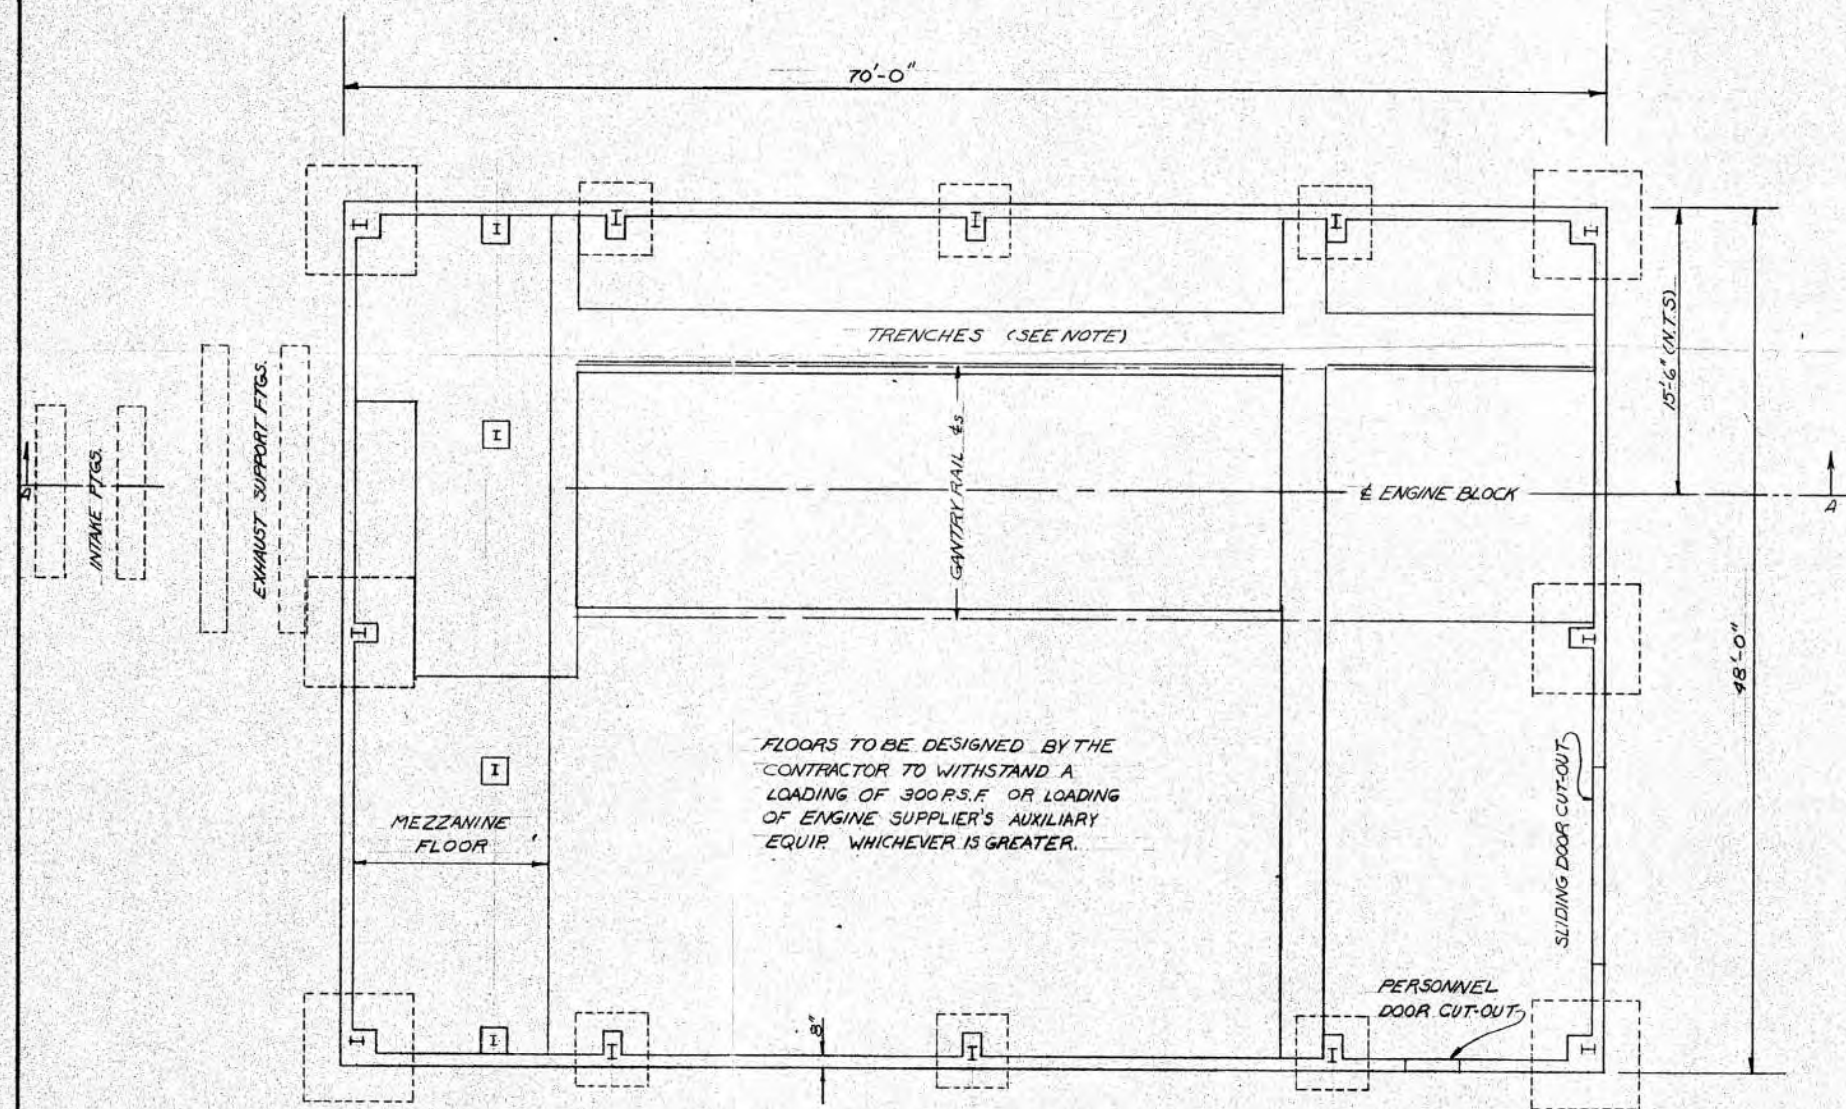 70'-0"
TRENCHES (SEE NOTE)
15'-6" (N.T.S)
INTAKE FTGS.
EXHAUST SUPPORT FTGS.
GANTRY RAIL ℄s
℄ ENGINE BLOCK
A
A
48'-0"
FLOORS TO BE DESIGNED BY THE
CONTRACTOR TO WITHSTAND A
LOADING OF 300 P.S.F. OR LOADING
OF ENGINE SUPPLIER'S AUXILIARY
EQUIP. WHICHEVER IS GREATER.
MEZZANINE
FLOOR
SLIDING DOOR CUT-OUT
PERSONNEL
DOOR CUT-OUT
8"